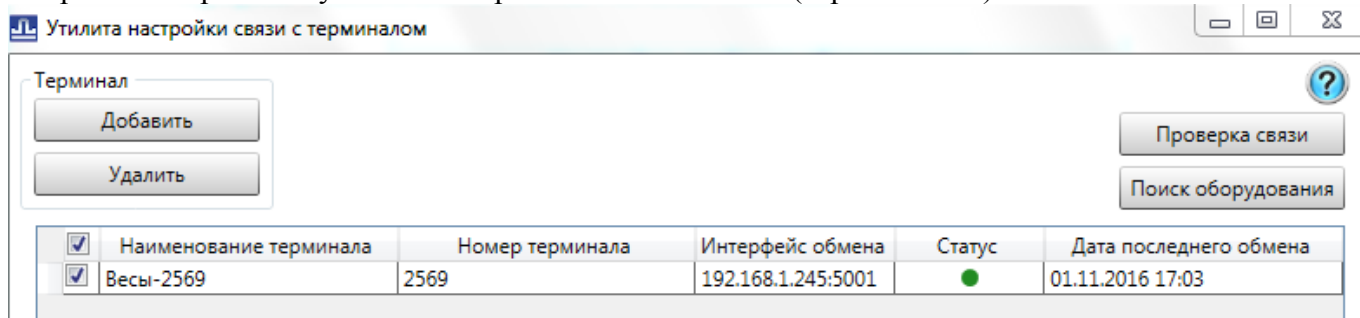 Утилита настройки связи с терминалом
Терминал
Добавить
Удалить
?
Проверка связи
Поиск оборудования
Наименование терминала Номер терминала Интерфейс обмена Статус Дата последнего обмена
Весы-2569 2569 192.168.1.245:5001 01.11.2016 17:03